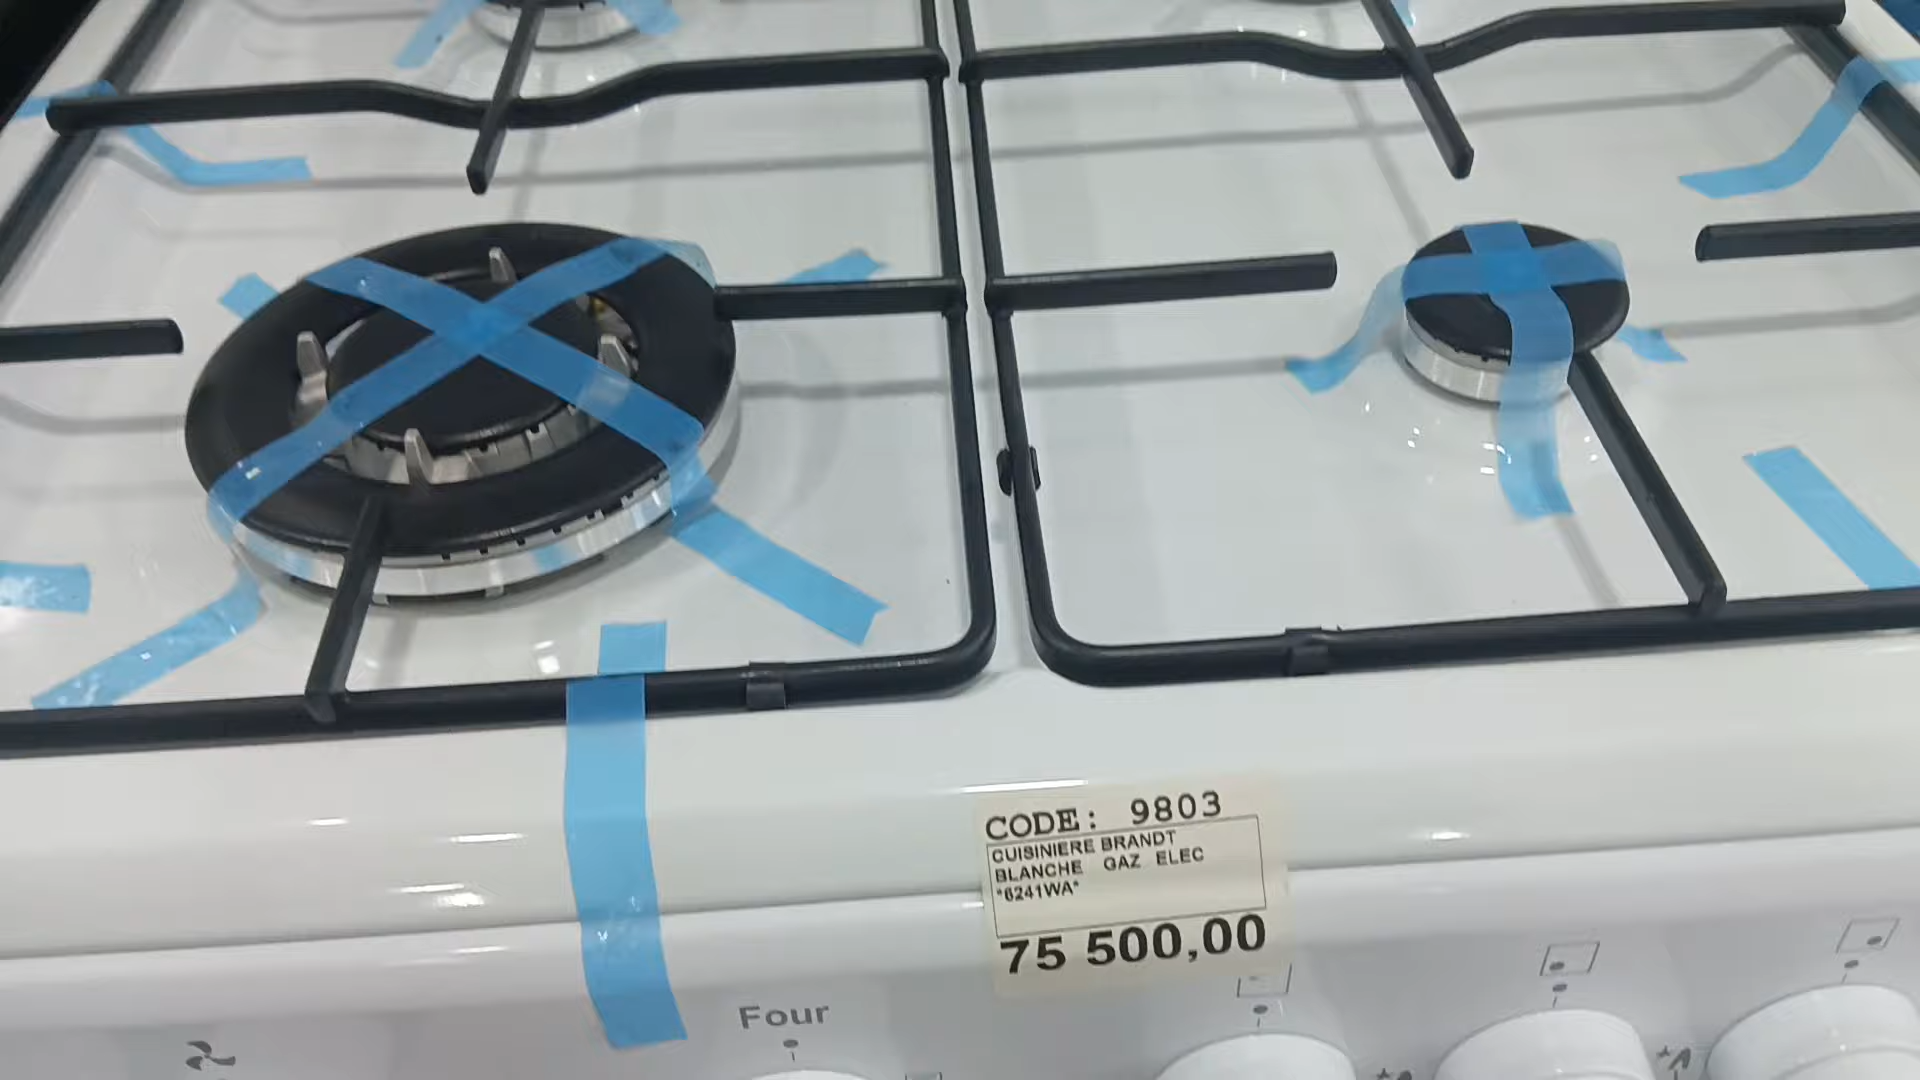 CODE: 9803
CUISINIERE BRANDT
BLANCHE GAZ ELEC
*6241WA*
75 500,00
Four